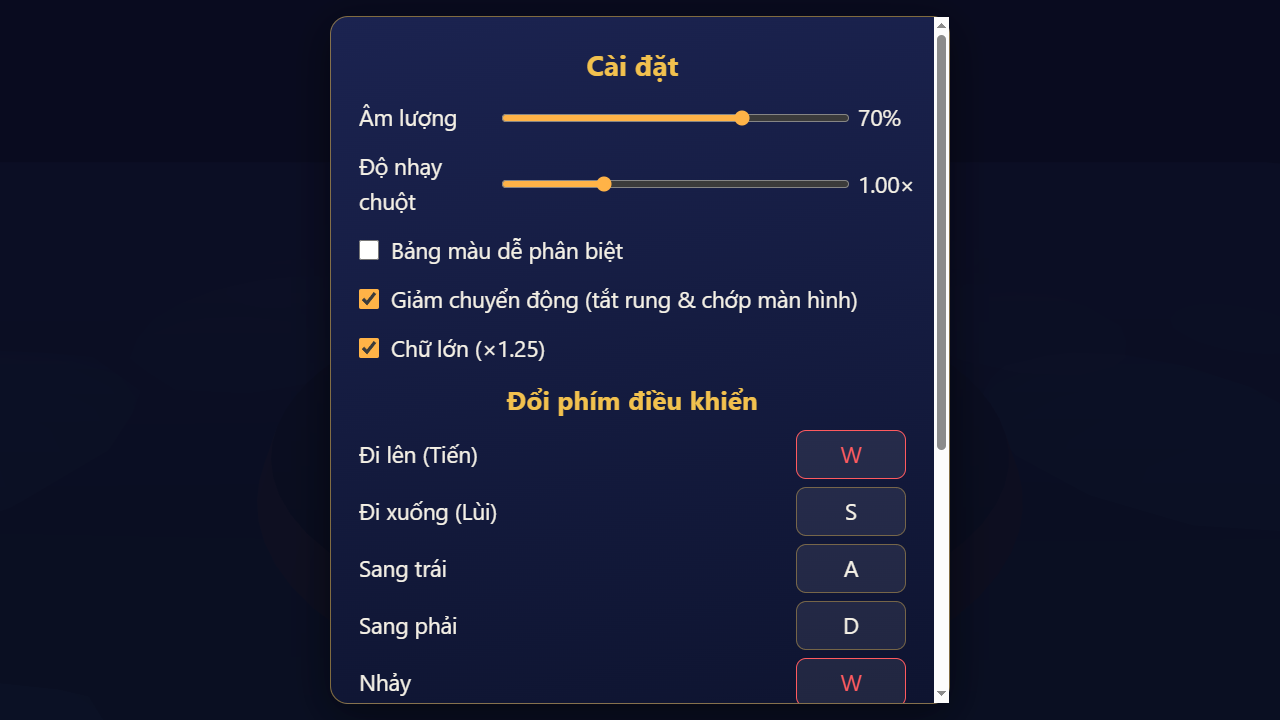 Cài đặt
Âm lượng 70%
Độ nhạy
chuột 1.00×
Bảng màu dễ phân biệt
Giảm chuyển động (tắt rung & chớp màn hình)
Chữ lớn (×1.25)
Đổi phím điều khiển
Đi lên (Tiến) W
Đi xuống (Lùi) S
Sang trái A
Sang phải D
Nhảy W